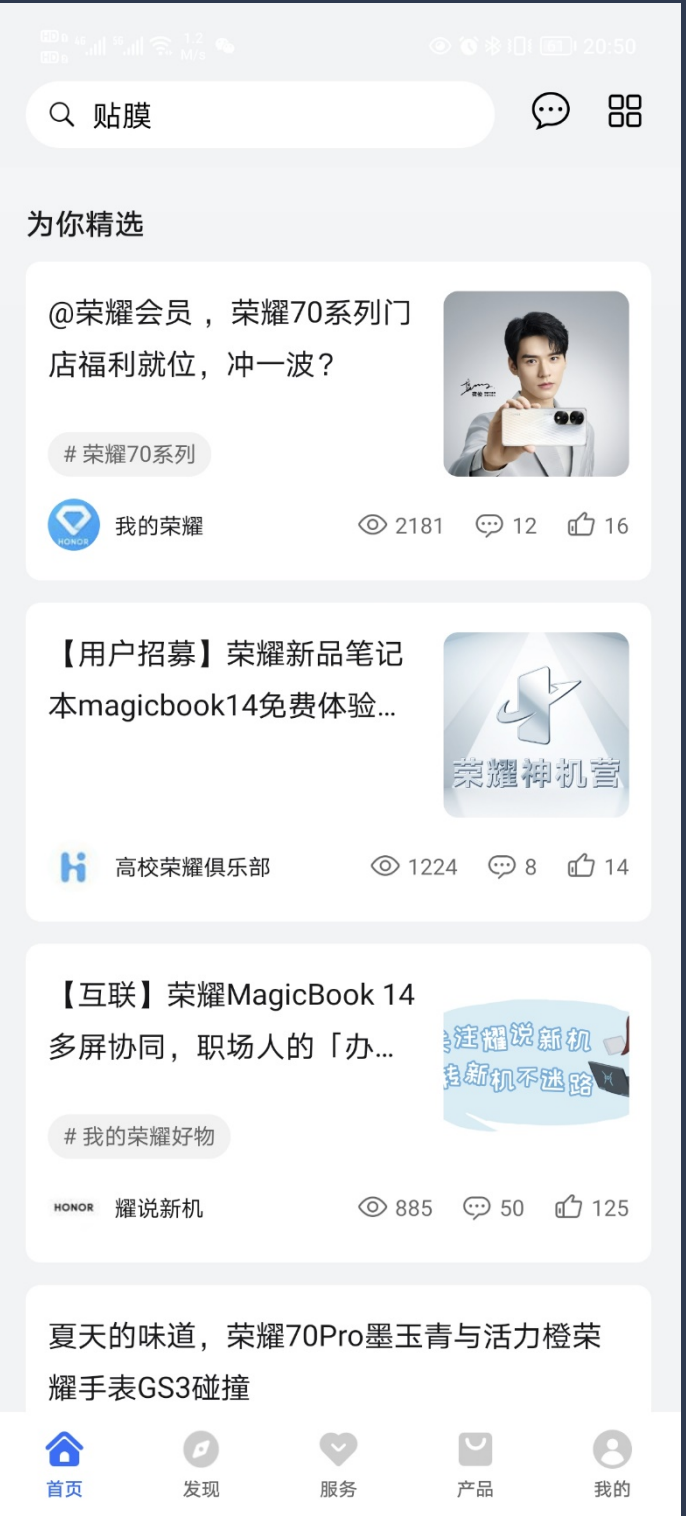 1.2
M/s
20:50
贴膜
为你精选
@荣耀会员 ，荣耀70系列门
店福利就位，冲一波？
# 荣耀70系列
HONOR
我的荣耀
2181
12
16
【用户招募】荣耀新品笔记
本magicbook14免费体验...
荣耀神机营
高校荣耀俱乐部
1224
8
14
【互联】荣耀MagicBook 14
多屏协同，职场人的「办...
注耀说新机
转新机不迷路
# 我的荣耀好物
HONOR
耀说新机
885
50
125
夏天的味道，荣耀70Pro墨玉青与活力橙荣
耀手表GS3碰撞
首页
发现
服务
产品
我的